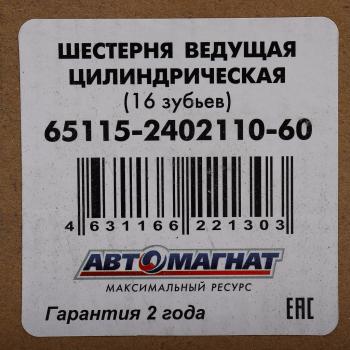 ШЕСТЕРНЯ ВЕДУЩАЯ
ЦИЛИНДРИЧЕСКАЯ
(16 зубьев)
65115-2402110-60
4 631166 221303
АВТОМАГНАТ
МАКСИМАЛЬНЫЙ РЕСУРС
Гарантия 2 года
EAC